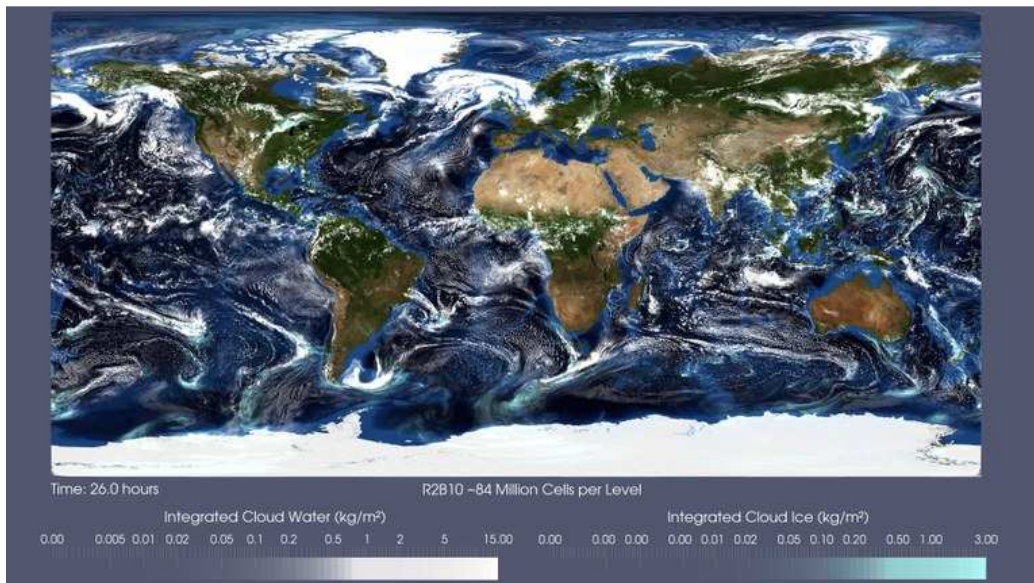 Time: 26.0 hours
R2B10 ~84 Million Cells per Level
Integrated Cloud Water (kg/m²)
0.00 0.005 0.01 0.02 0.05 0.1 0.2 0.5 1 2 5 15.00
Integrated Cloud Ice (kg/m²)
0.00 0.00 0.00 0.01 0.02 0.05 0.10 0.20 0.50 1.00 3.00